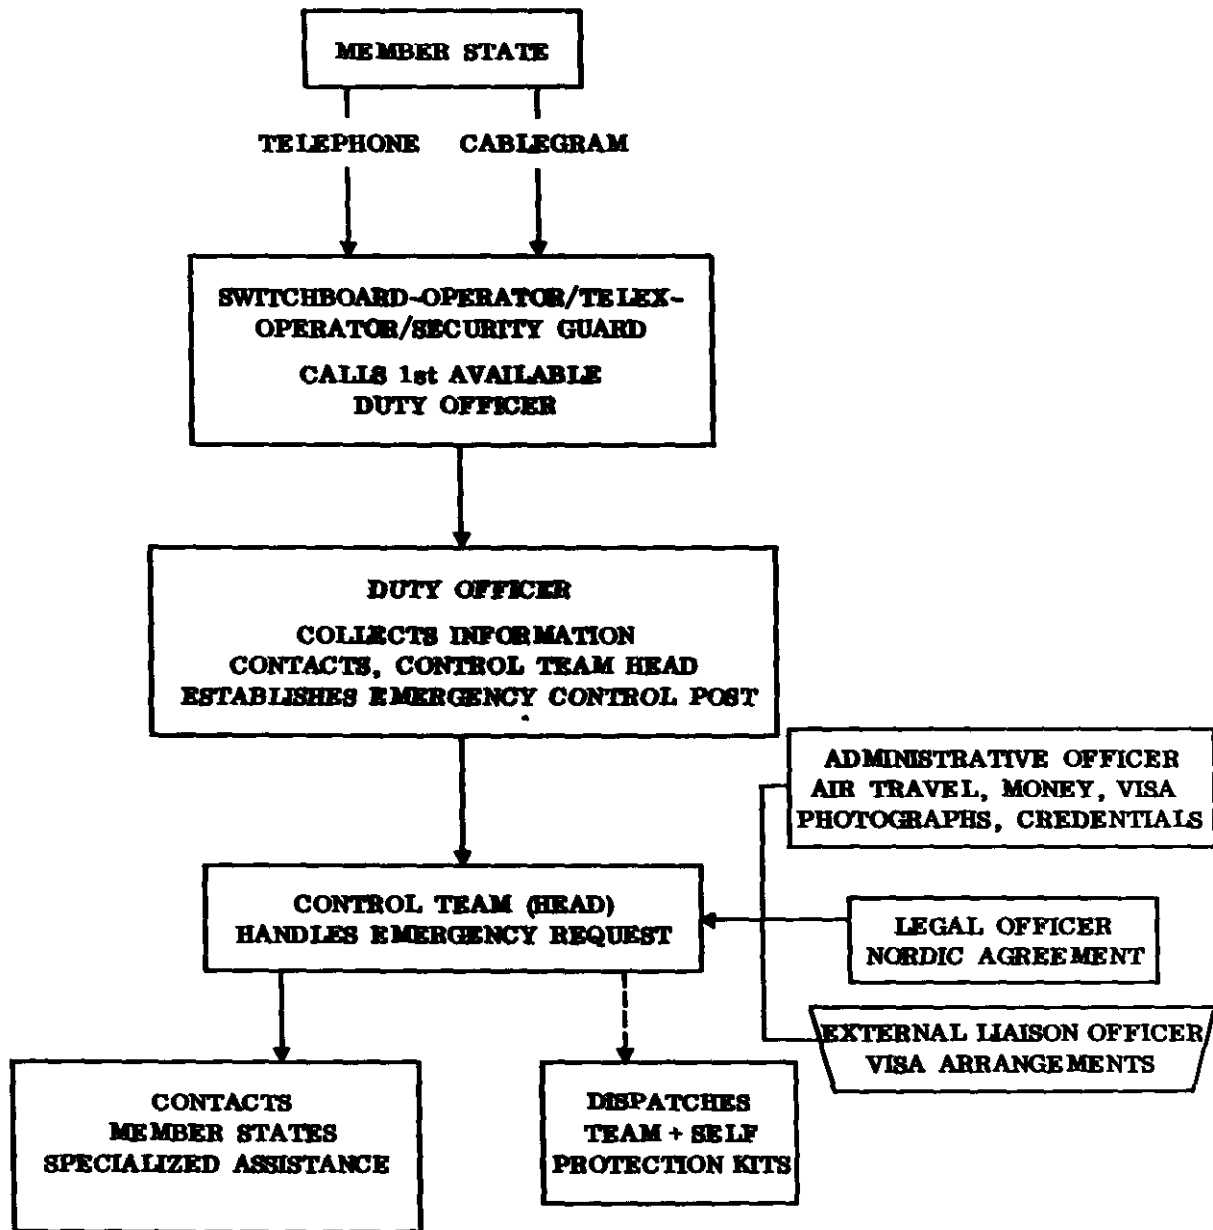 MEMBER STATE
TELEPHONE
CABLEGRAM
SWITCHBOARD-OPERATOR/TELEX-
OPERATOR/SECURITY GUARD
CALLS 1st AVAILABLE
DUTY OFFICER
DUTY OFFICER
COLLECTS INFORMATION
CONTACTS, CONTROL TEAM HEAD
ESTABLISHES EMERGENCY CONTROL POST
ADMINISTRATIVE OFFICER
AIR TRAVEL, MONEY, VISA
PHOTOGRAPHS, CREDENTIALS
CONTROL TEAM (HEAD)
HANDLES EMERGENCY REQUEST
LEGAL OFFICER
NORDIC AGREEMENT
EXTERNAL LIAISON OFFICER
VISA ARRANGEMENTS
CONTACTS
MEMBER STATES
SPECIALIZED ASSISTANCE
DISPATCHES
TEAM + SELF
PROTECTION KITS